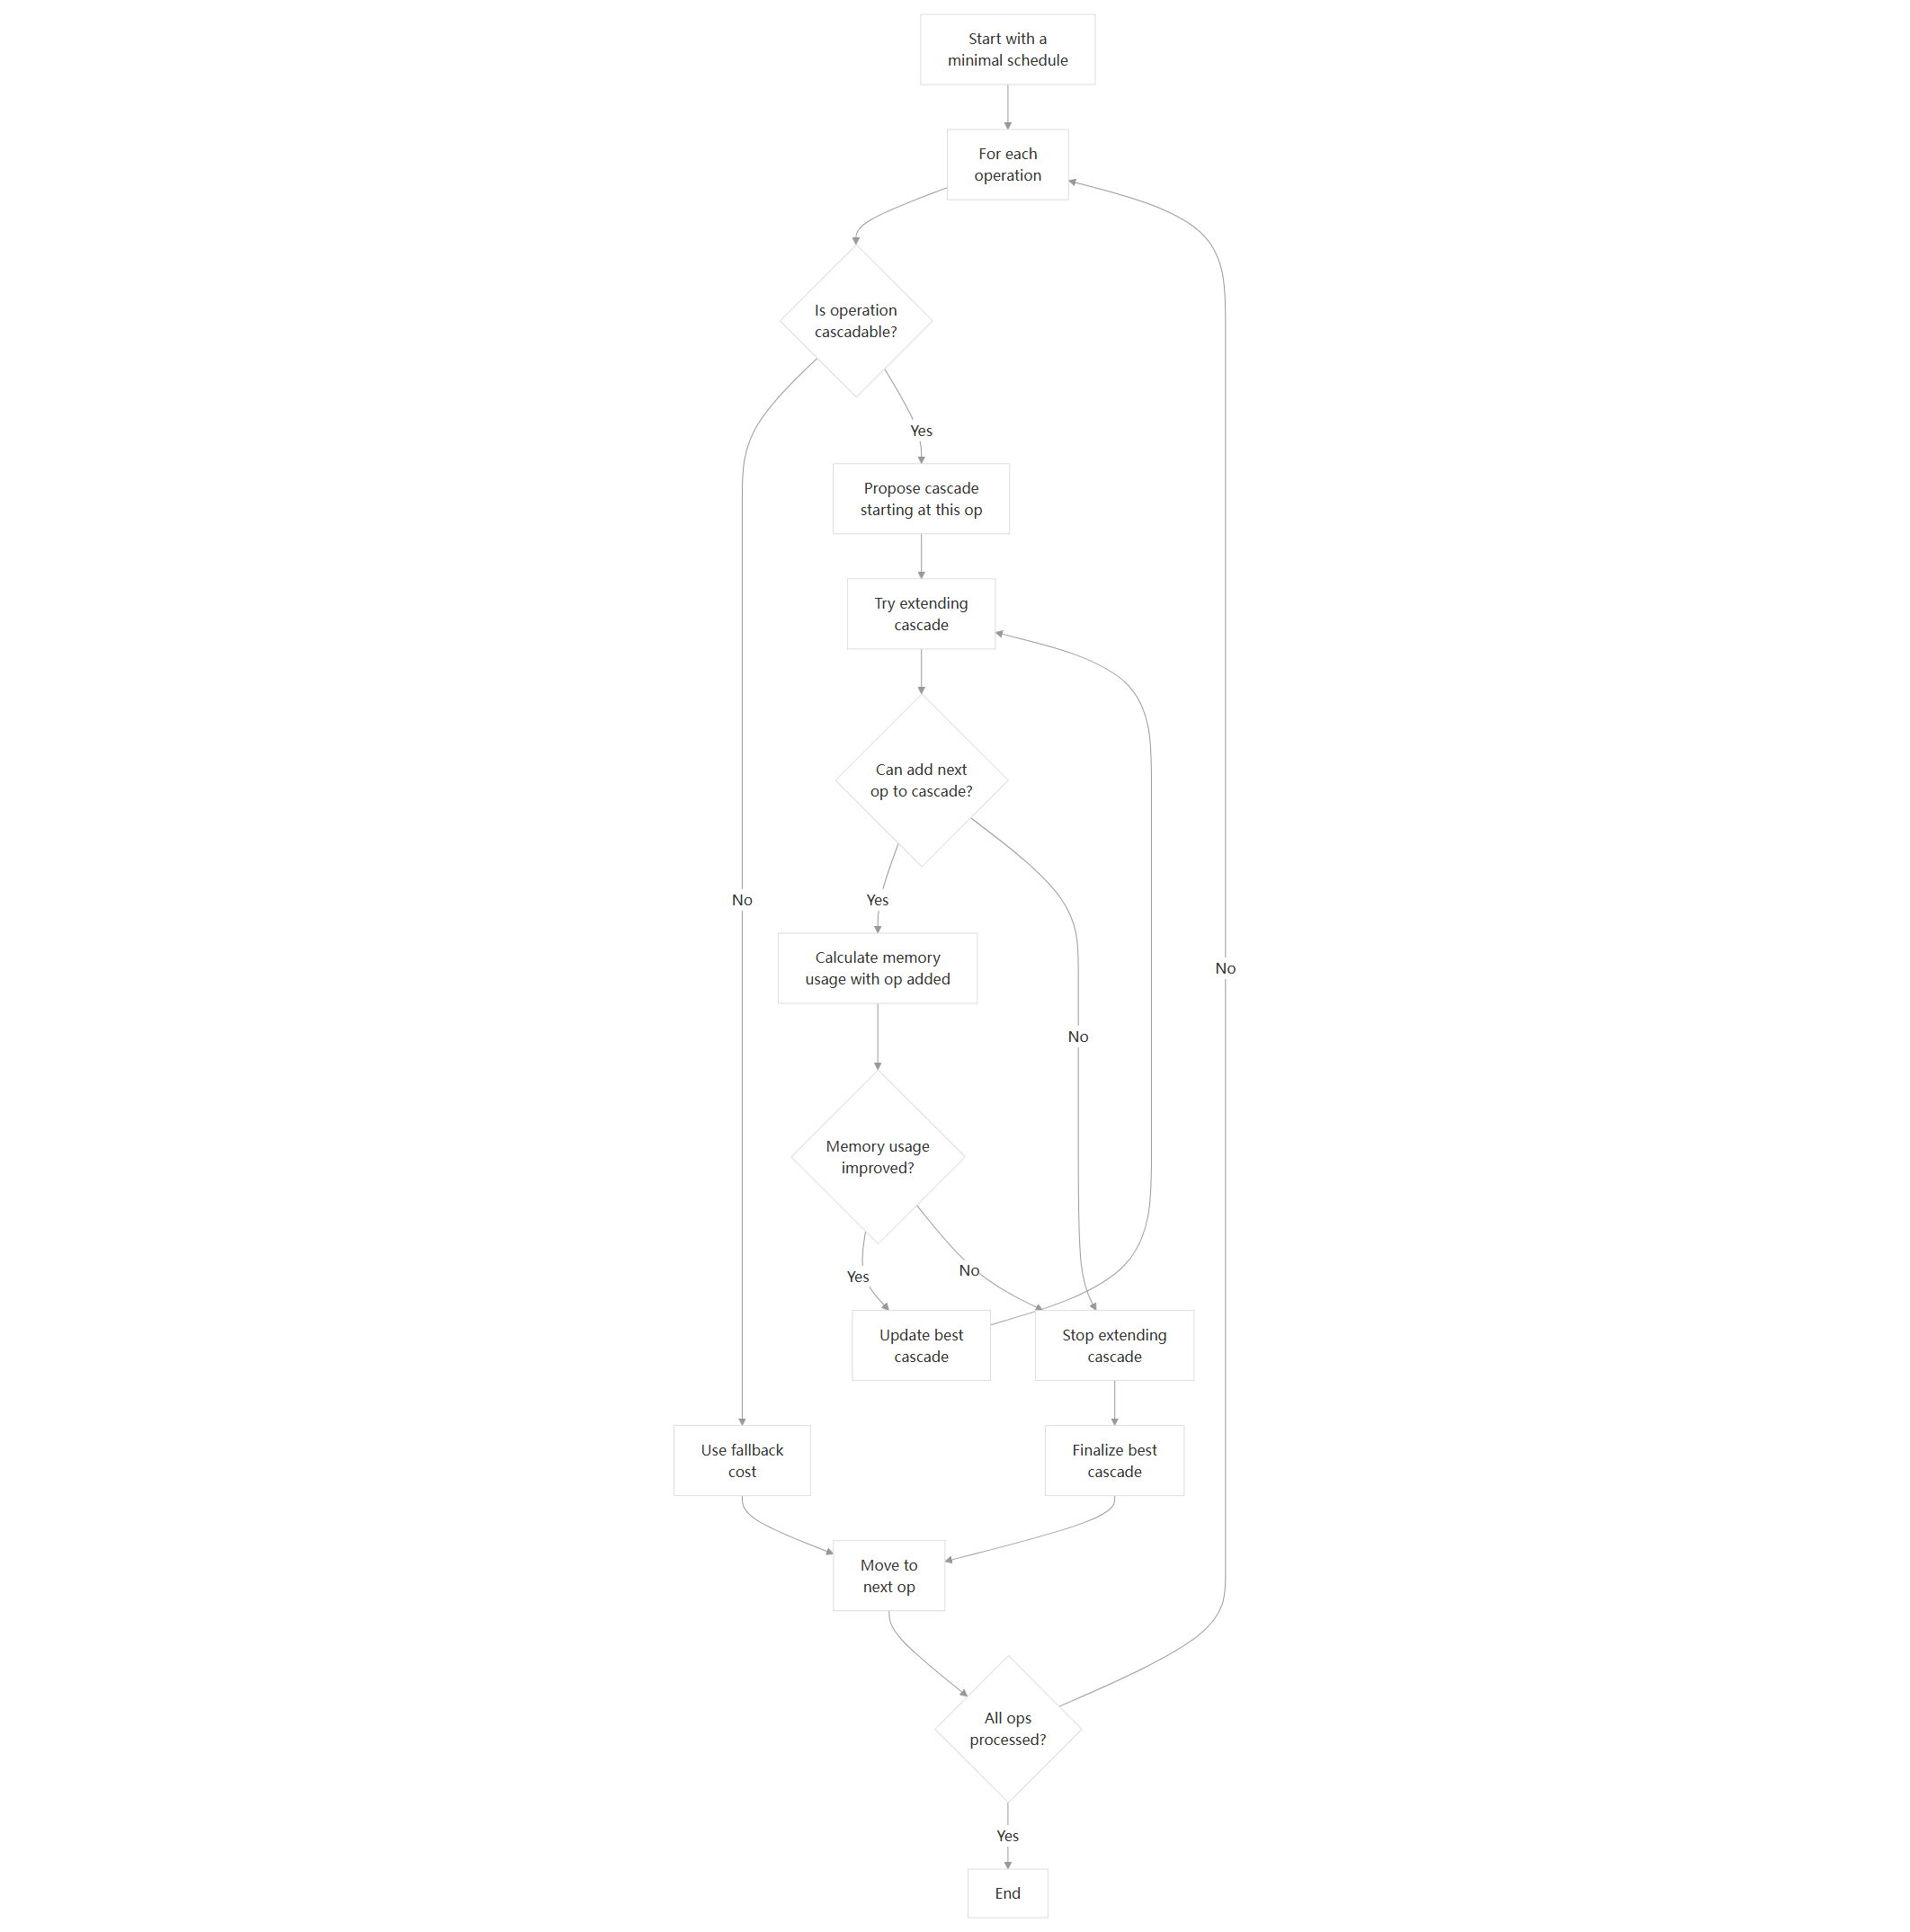 Start with a
minimal schedule
For each
operation
Is operation
cascadable?
Yes
Propose cascade
starting at this op
Try extending
cascade
Can add next
op to cascade?
No
Yes
Calculate memory
usage with op added
No
No
Memory usage
improved?
No
Yes
Update best
cascade
Stop extending
cascade
Use fallback
cost
Finalize best
cascade
Move to
next op
All ops
processed?
Yes
End